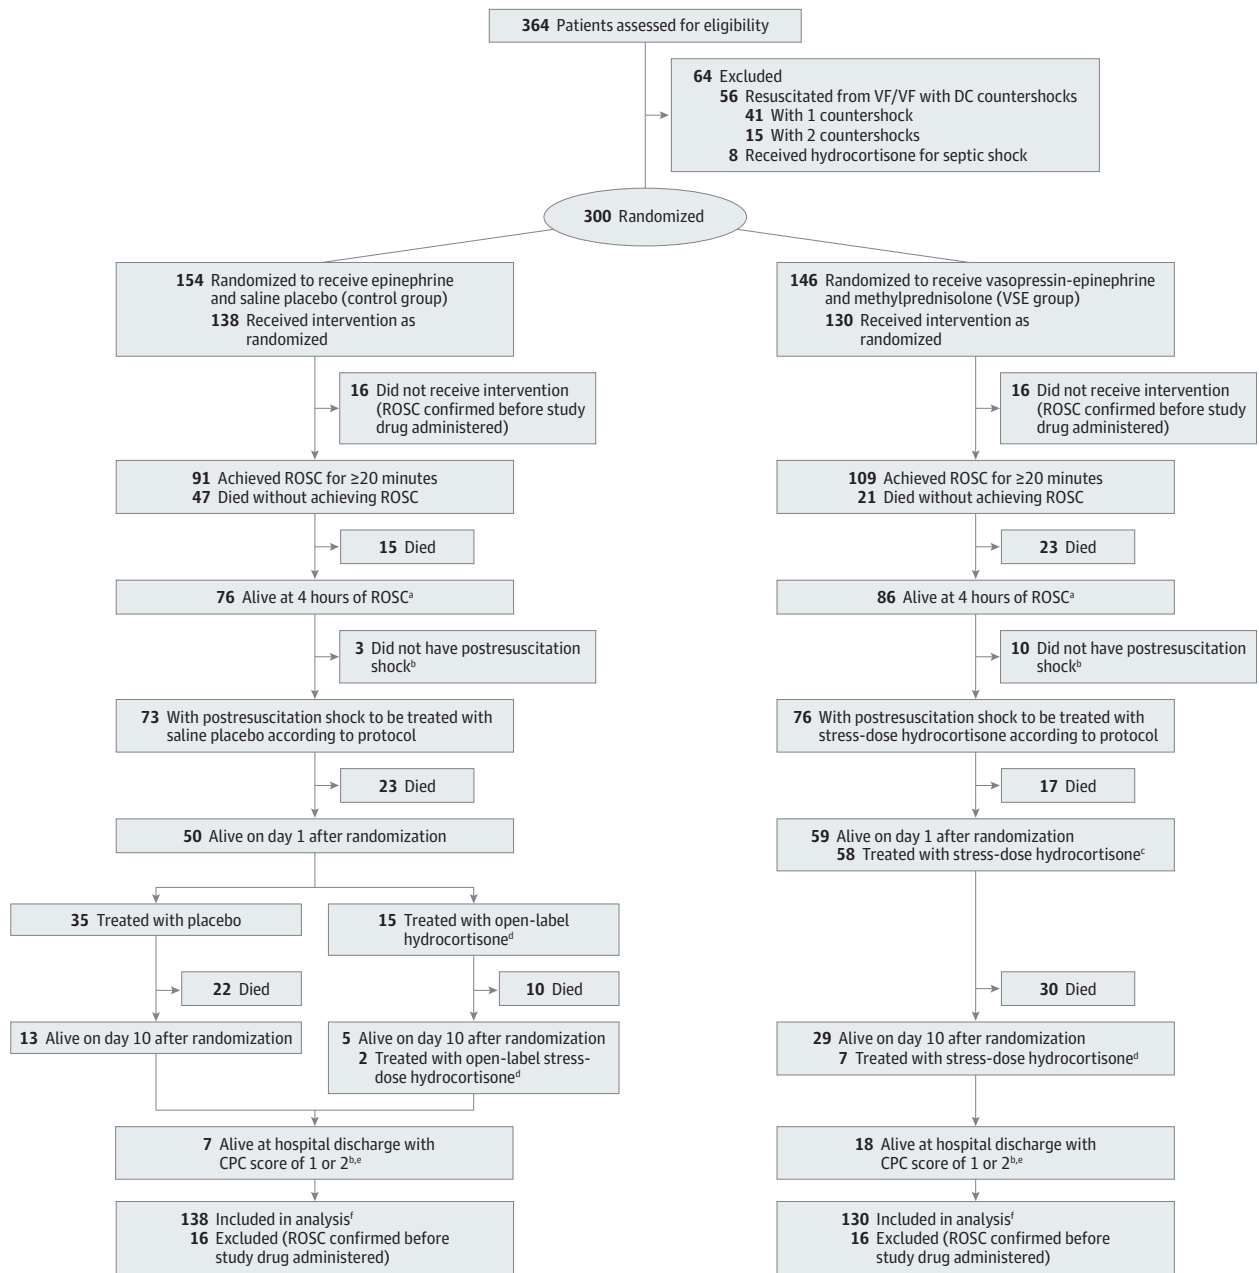 364 Patients assessed for eligibility
64 Excluded
56 Resuscitated from VF/VF with DC countershocks
41 With 1 countershock
15 With 2 countershocks
8 Received hydrocortisone for septic shock
300 Randomized
154 Randomized to receive epinephrine
and saline placebo (control group)
138 Received intervention as
randomized
16 Did not receive intervention
(ROSC confirmed before study
drug administered)
91 Achieved ROSC for ≥20 minutes
47 Died without achieving ROSC
15 Died
76 Alive at 4 hours of ROSCᵃ
3 Did not have postresuscitation
shockᵇ
73 With postresuscitation shock to be treated with
saline placebo according to protocol
23 Died
50 Alive on day 1 after randomization
35 Treated with placebo
22 Died
13 Alive on day 10 after randomization
15 Treated with open-label
hydrocortisoneᵈ
10 Died
5 Alive on day 10 after randomization
2 Treated with open-label stress-
dose hydrocortisoneᵈ
7 Alive at hospital discharge with
CPC score of 1 or 2ᵇ,ᵉ
138 Included in analysisᶠ
16 Excluded (ROSC confirmed before
study drug administered)
146 Randomized to receive vasopressin-epinephrine
and methylprednisolone (VSE group)
130 Received intervention as
randomized
16 Did not receive intervention
(ROSC confirmed before study
drug administered)
109 Achieved ROSC for ≥20 minutes
21 Died without achieving ROSC
23 Died
86 Alive at 4 hours of ROSCᵃ
10 Did not have postresuscitation
shockᵇ
76 With postresuscitation shock to be treated with
stress-dose hydrocortisone according to protocol
17 Died
59 Alive on day 1 after randomization
58 Treated with stress-dose hydrocortisoneᶜ
30 Died
29 Alive on day 10 after randomization
7 Treated with stress-dose hydrocortisoneᵈ
18 Alive at hospital discharge with
CPC score of 1 or 2ᵇ,ᵉ
130 Included in analysisᶠ
16 Excluded (ROSC confirmed before
study drug administered)